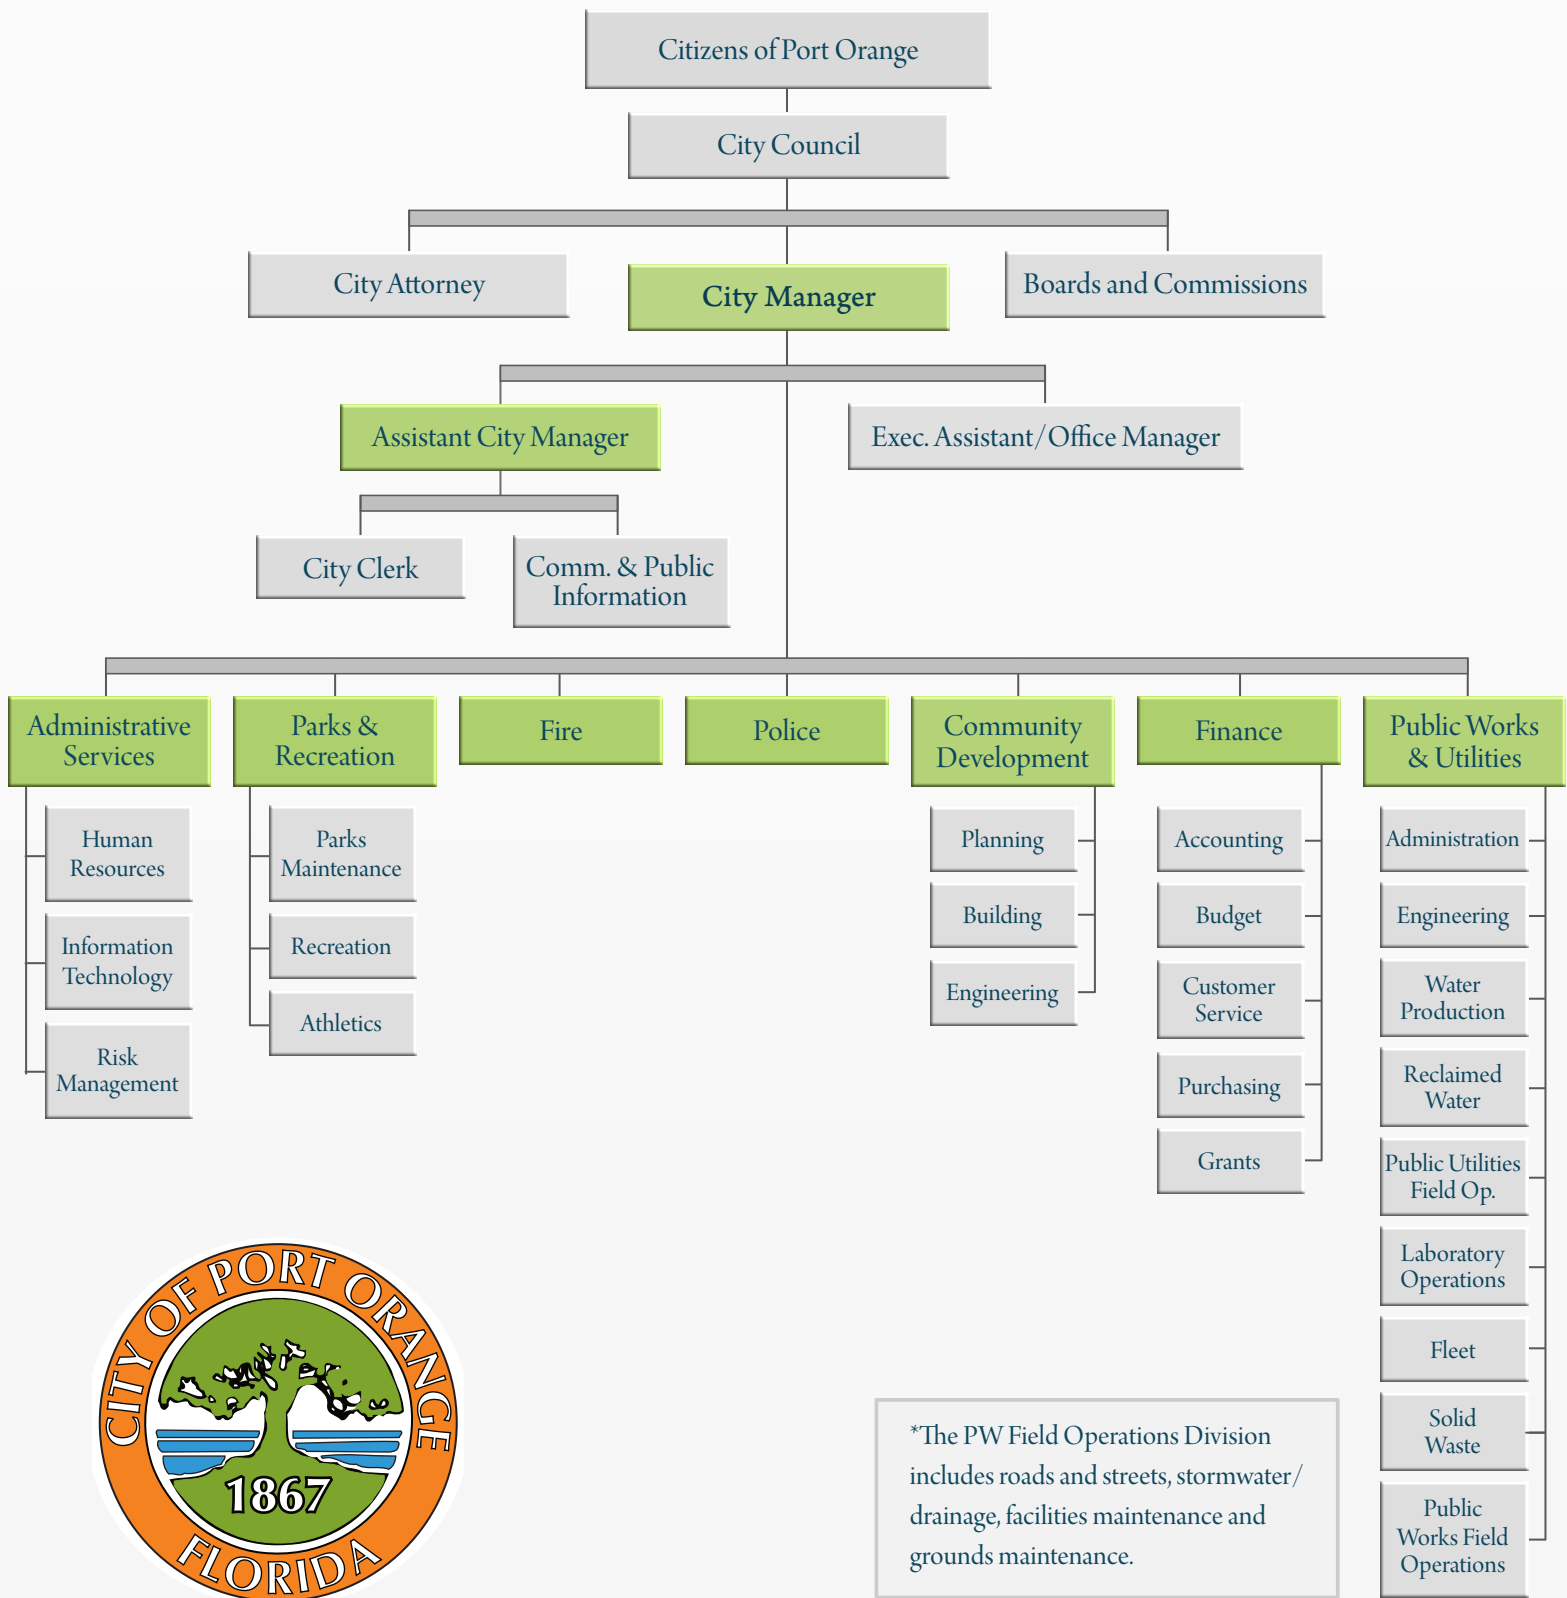 Citizens of Port Orange
City Council
City Attorney
City Manager
Boards and Commissions
Assistant City Manager
Exec. Assistant/Office Manager
City Clerk
Comm. & Public
Information
Administrative
Services
Parks &
Recreation
Fire
Police
Community
Development
Finance
Public Works
& Utilities
Human
Resources
Information
Technology
Risk
Management
Parks
Maintenance
Recreation
Athletics
Planning
Building
Engineering
Accounting
Budget
Customer
Service
Purchasing
Grants
Administration
Engineering
Water
Production
Reclaimed
Water
Public Utilities
Field Op.
Laboratory
Operations
Fleet
Solid
Waste
Public
Works Field
Operations
CITY OF PORT ORANGE
1867
FLORIDA
*The PW Field Operations Division
includes roads and streets, stormwater/
drainage, facilities maintenance and
grounds maintenance.